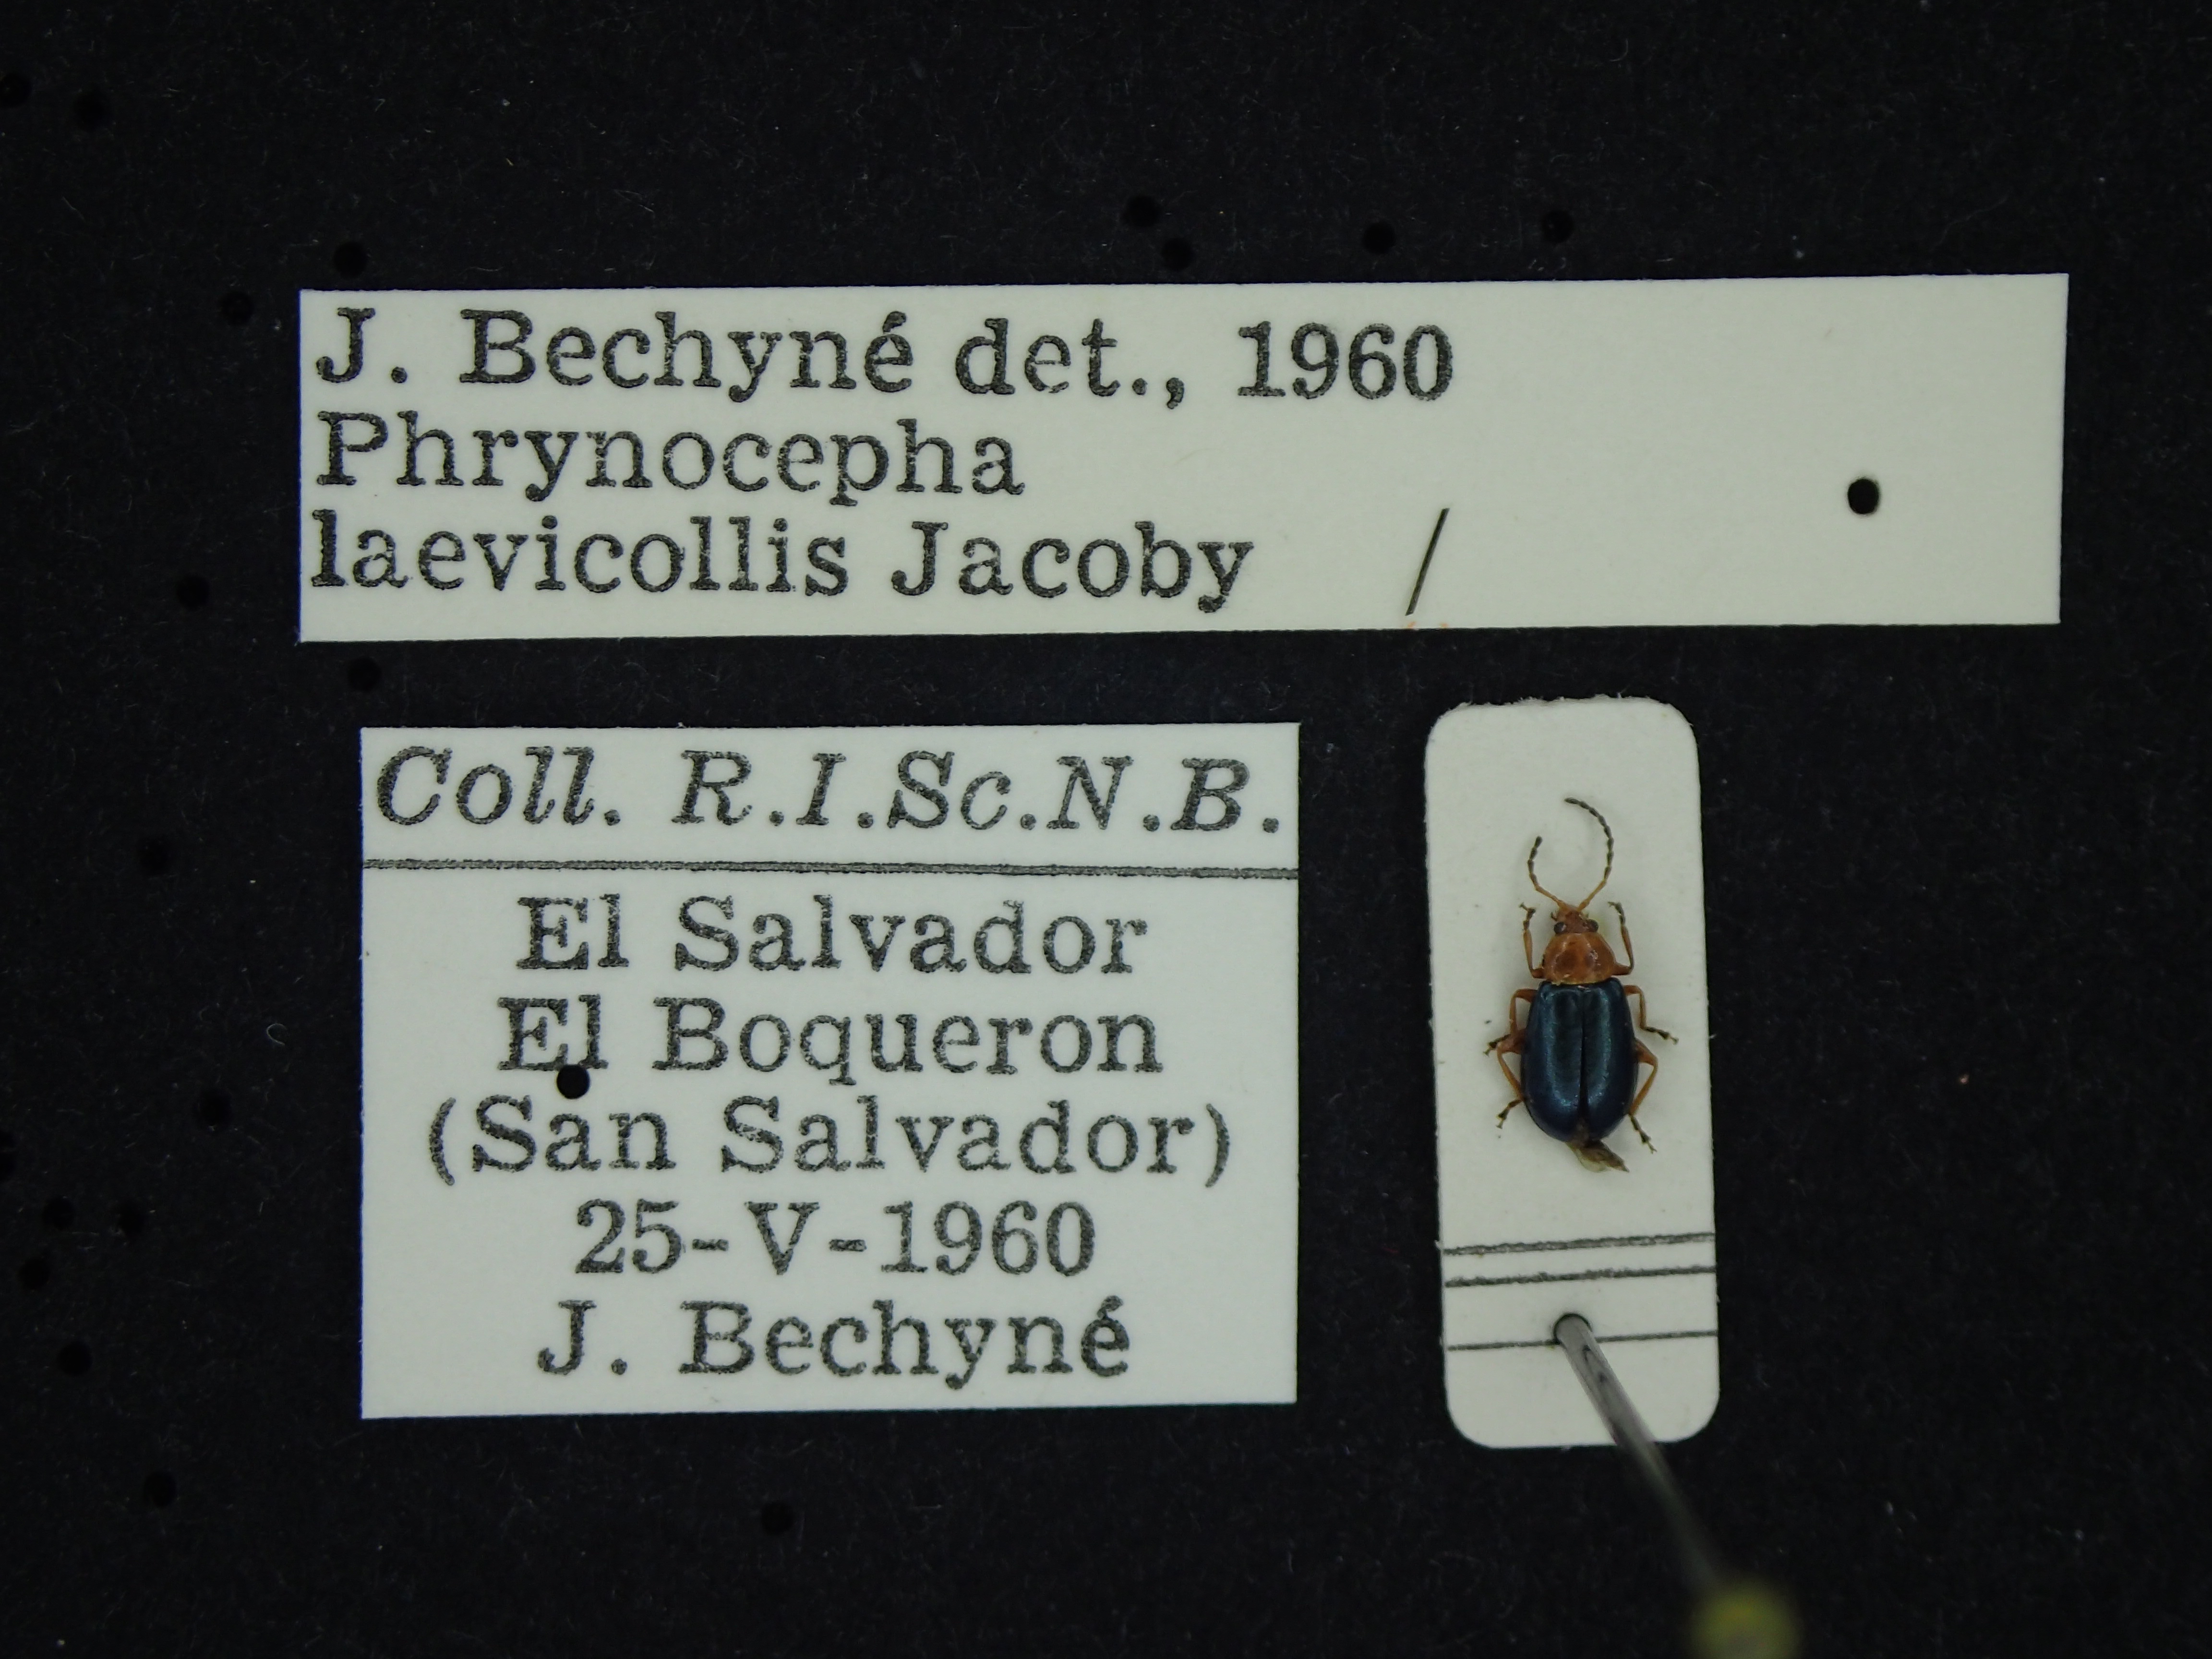 J. Bechyné det., 1960
Phrynocepha
laevicollis Jacoby /
Coll. R.I.Sc.N.B.
El Salvador
El Boqueron
(San Salvador)
25-V-1960
J. Bechyné